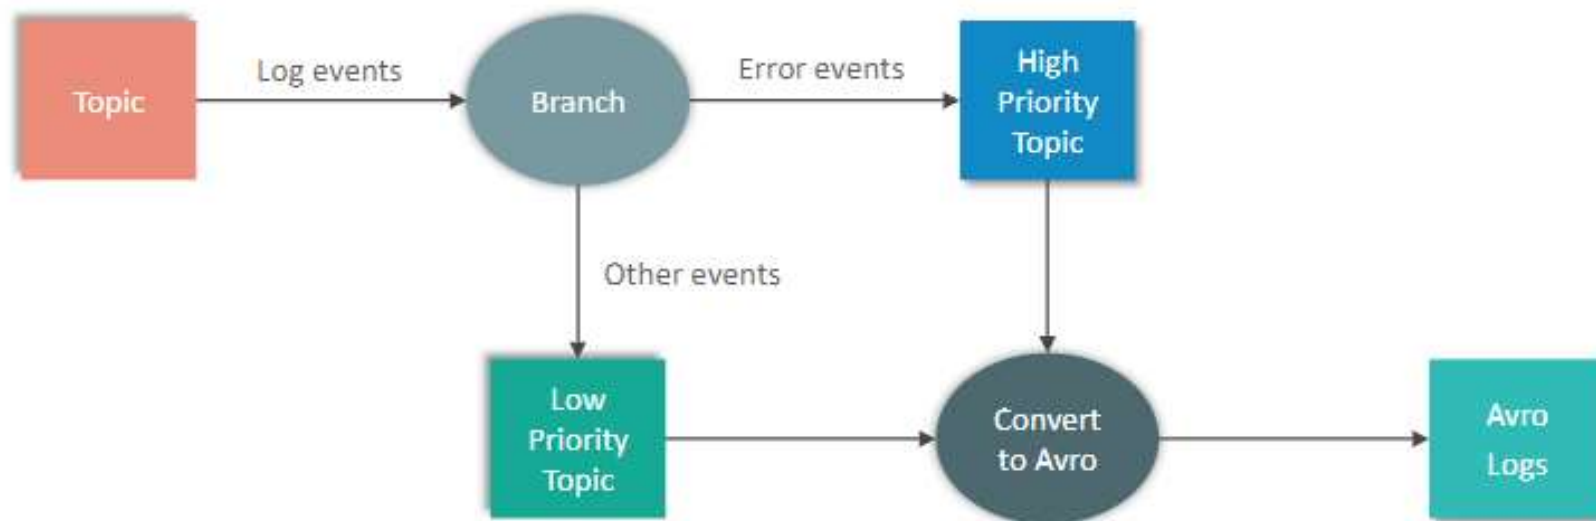 Topic
Log events
Branch
Error events
High
Priority
Topic
Other events
Low
Priority
Topic
Convert
to Avro
Avro
Logs